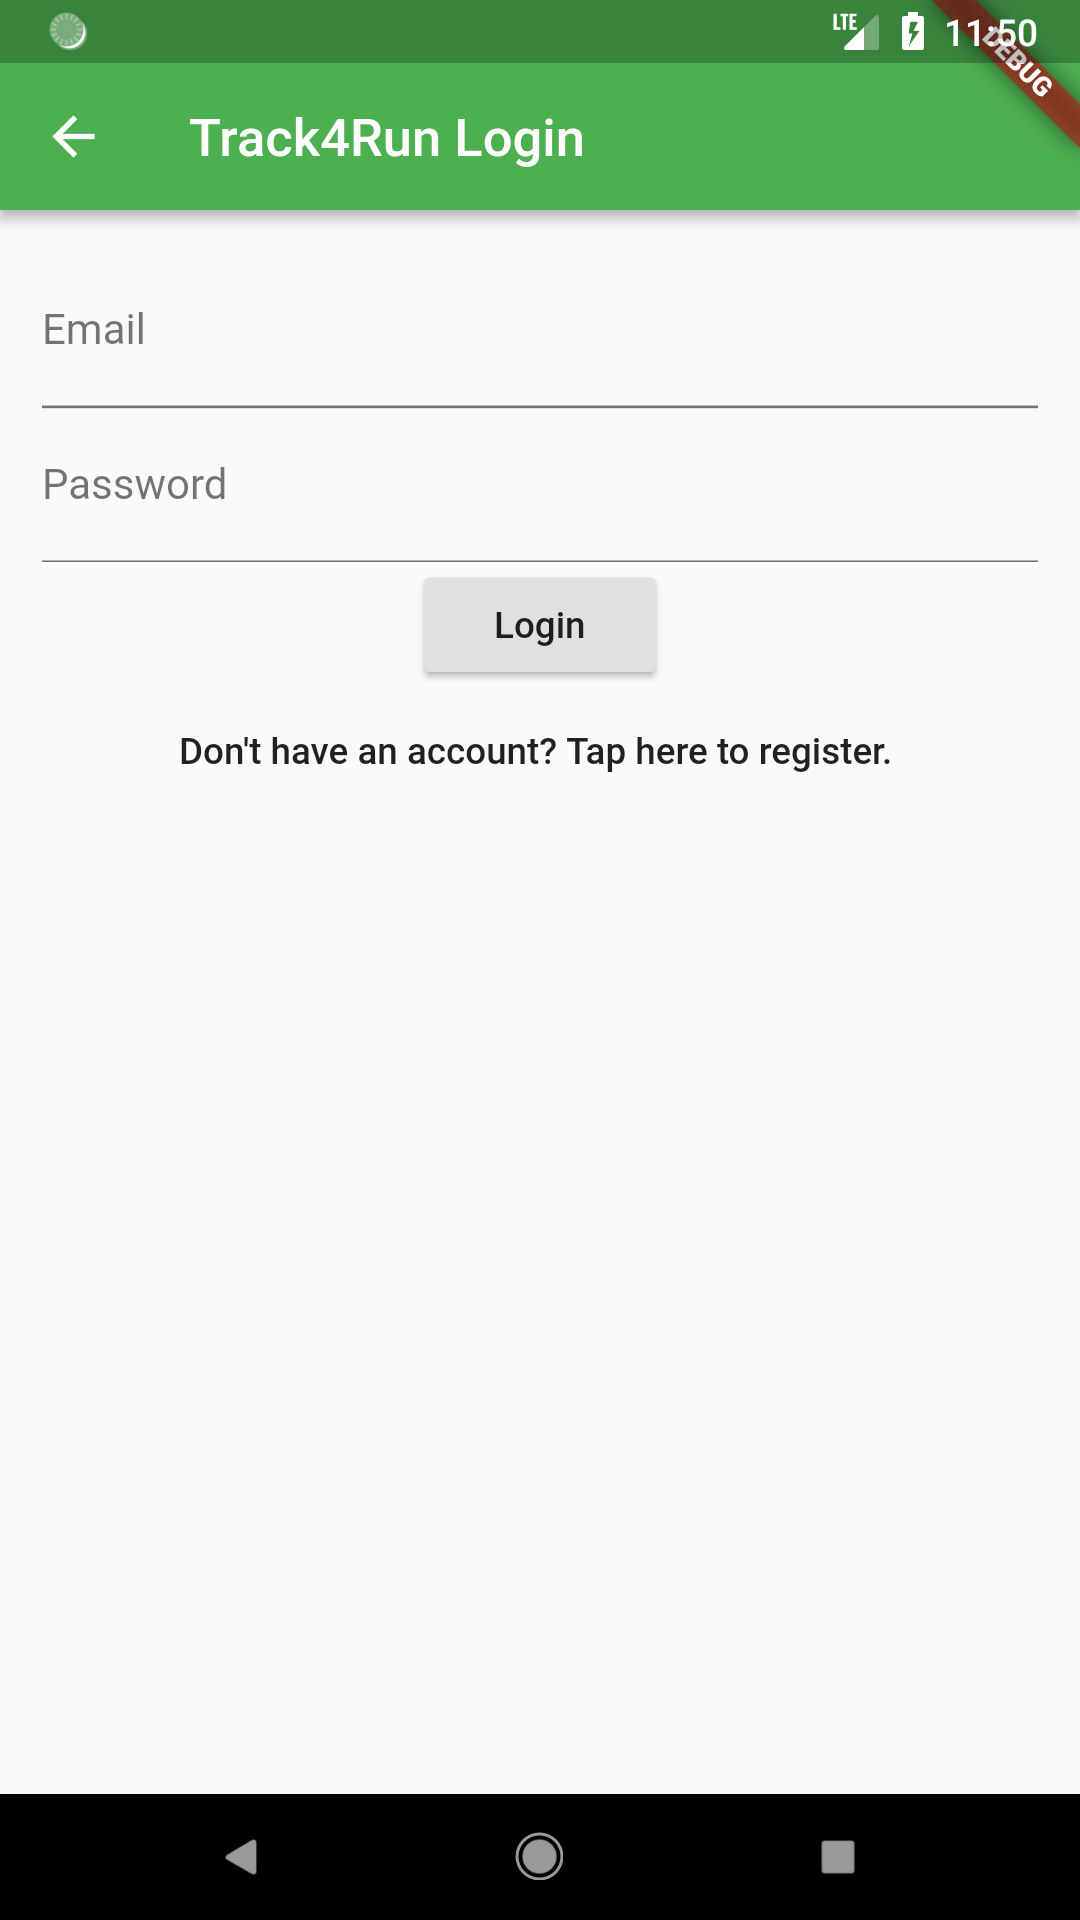 LTE 11:50
DEBUG
Track4Run Login
Email
Password
Login
Don't have an account? Tap here to register.